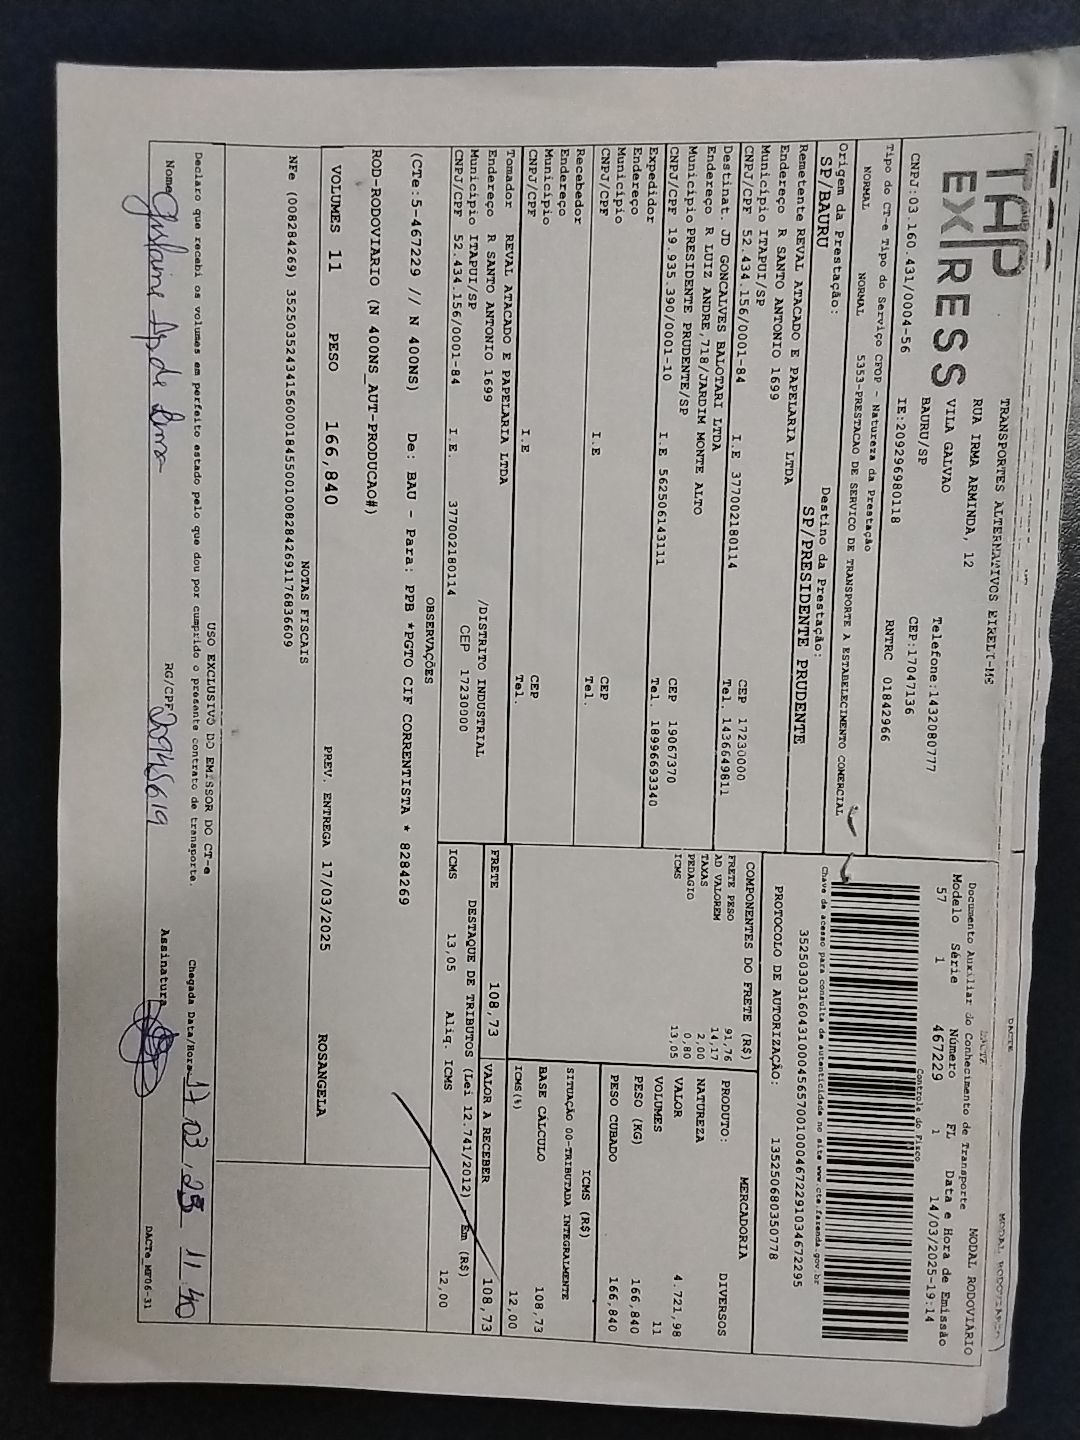 TAP
EXPRESS
TRANSPORTES ALTERNATIVOS EIRELI-ME
RUA IRMA ARMINDA, 12
VILA GALVAO
BAURU/SP
Telefone:1432080777
CEP:17047136
CNPJ:03.160.431/0004-56 IE:209296980118 RNTRC 01842966
Tipo do CT-e Tipo do Serviço CFOP - Natureza da Prestação
NORMAL NORMAL 5353-PRESTACAO DE SERVICO DE TRANSPORTE A ESTABELECIMENTO COMERCIAL
Origem da Prestação: Destino da Prestação:
SP/BAURU SP/PRESIDENTE PRUDENTE
Remetente REVAL ATACADO E PAPELARIA LTDA
Endereço R SANTO ANTONIO 1699
Município ITAPUI/SP CEP 17230000
CNPJ/CPF 52.434.156/0001-84 I.E 377002180114 Tel. 1436649811
Destinat. JD GONCALVES BALOTARI LTDA
Endereço R LUIZ ANDRE,718/JARDIM MONTE ALTO
Município PRESIDENTE PRUDENTE/SP CEP 19067370
CNPJ/CPF 19.935.390/0001-10 I.E 562506143111 Tel. 18996693340
Expedidor
Endereço
Município CEP
CNPJ/CPF I.E Tel.
Recebedor
Endereço
Município CEP
CNPJ/CPF I.E Tel.
Tomador REVAL ATACADO E PAPELARIA LTDA
Endereço R SANTO ANTONIO 1699 /DISTRITO INDUSTRIAL
Município ITAPUI/SP CEP 17230000
CNPJ/CPF 52.434.156/0001-84 I.E. 377002180114
DACTE
MODAL RODOVIÁRIO
Documento Auxiliar do Conhecimento de Transporte MODAL RODOVIÁRIO
Modelo Série Número FL Data e Hora de Emissão
57 1 467229 1 14/03/2025-19:14
Controle do Fisco
Chave de acesso para consulta de autenticidade no site www.cte.fazenda.gov.br
35250303160431000456570010004672291034672295
PROTOCOLO DE AUTORIZAÇÃO: 135250680350778
COMPONENTES DO FRETE (R$)
FRETE PESO 91,76
AD VALOREM 14,17
TAXAS 2,00
PEDAGIO 0,80
ICMS 13,05
MERCADORIA
PRODUTO: DIVERSOS
NATUREZA
VALOR 4.721,98
VOLUMES 11
PESO (KG) 166,840
PESO CUBADO 166,840
ICMS (R$)
SITUAÇÃO 00-TRIBUTADA INTEGRALMENTE
BASE CÁLCULO 108,73
ICMS(%) 12,00
FRETE 108,73 VALOR A RECEBER 108,73
DESTAQUE DE TRIBUTOS (Lei 12.741/2012) - Em (R$)
ICMS 13,05 Aliq. ICMS 12,00
OBSERVAÇÕES
(CTe:5-467229 // N 400NS) De: BAU - Para: PPB *PGTO CIF CORRENTISTA * 8284269
ROD-RODOVIARIO (N 400NS_AUT-PRODUCAO#)
VOLUMES 11 PESO 166,840 PREV. ENTREGA 17/03/2025 ROSANGELA
NOTAS FISCAIS
NFe (008284269) 35250352434156000184550010082842691176836609
USO EXCLUSIVO DO EMISSOR DO CT-e
Declaro que recebi os volumes em perfeito estado pelo que dou por cumprido o presente contrato de transporte. Chegada Data/Hora 17 03, 25 11 40
Nome Ghislaine Ap. de Lima RG/CPF 20945619 Assinatura
DACTe_MF06-31